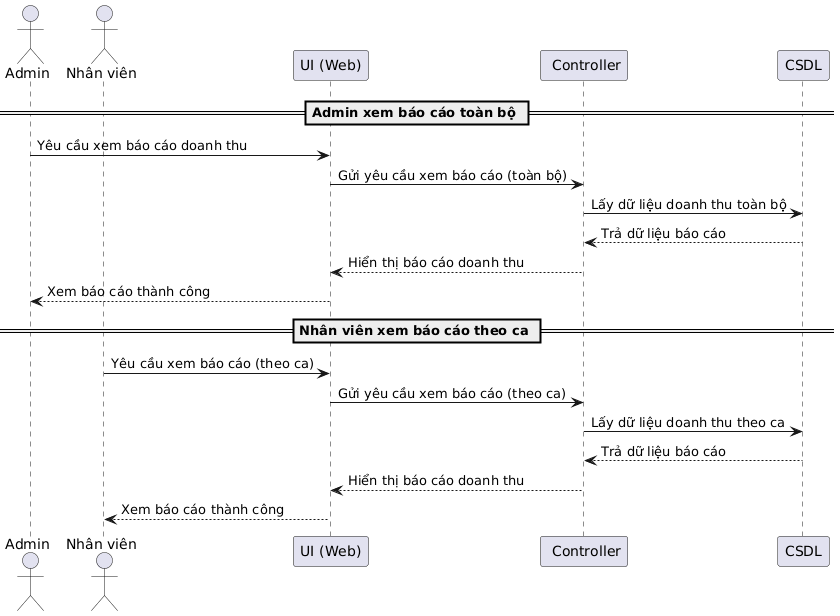 Admin
Nhân viên
UI (Web)
Controller
CSDL
Admin xem báo cáo toàn bộ
Yêu cầu xem báo cáo doanh thu
Gửi yêu cầu xem báo cáo (toàn bộ)
Lấy dữ liệu doanh thu toàn bộ
Trả dữ liệu báo cáo
Hiển thị báo cáo doanh thu
Xem báo cáo thành công
Nhân viên xem báo cáo theo ca
Yêu cầu xem báo cáo (theo ca)
Gửi yêu cầu xem báo cáo (theo ca)
Lấy dữ liệu doanh thu theo ca
Trả dữ liệu báo cáo
Hiển thị báo cáo doanh thu
Xem báo cáo thành công
Admin
Nhân viên
UI (Web)
Controller
CSDL